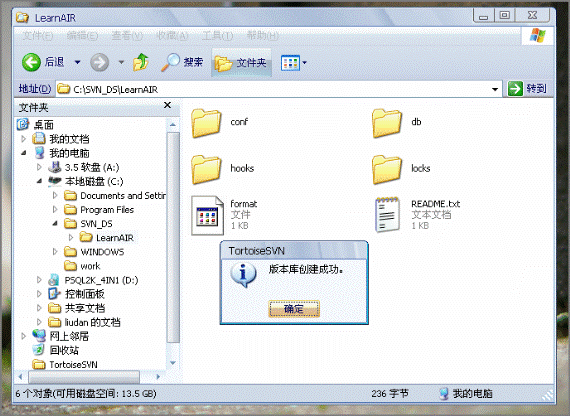 LearnAIR
文件(F) 编辑(E) 查看(V) 收藏(A) 工具(T) 帮助(H)
后退 搜索 文件夹
地址(D) C:\SVN_DS\LearnAIR 转到
文件夹
桌面
我的文档
我的电脑
3.5 软盘 (A:)
本地磁盘 (C:)
Documents and Settin
Program Files
SVN_DS
LearnAIR
WINDOWS
work
PSQL2K_4IN1 (D:)
控制面板
共享文档
liudan 的文档
网上邻居
回收站
TortoiseSVN
conf
db
hooks
locks
format
文件
1 KB
README.txt
文本文档
1 KB
TortoiseSVN
版本库创建成功。
确定
6 个对象(可用磁盘空间: 13.5 GB) 236 字节 我的电脑